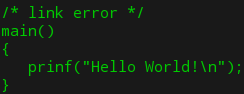 /* link error */
main()
{
   prinf("Hello World!\n");
}